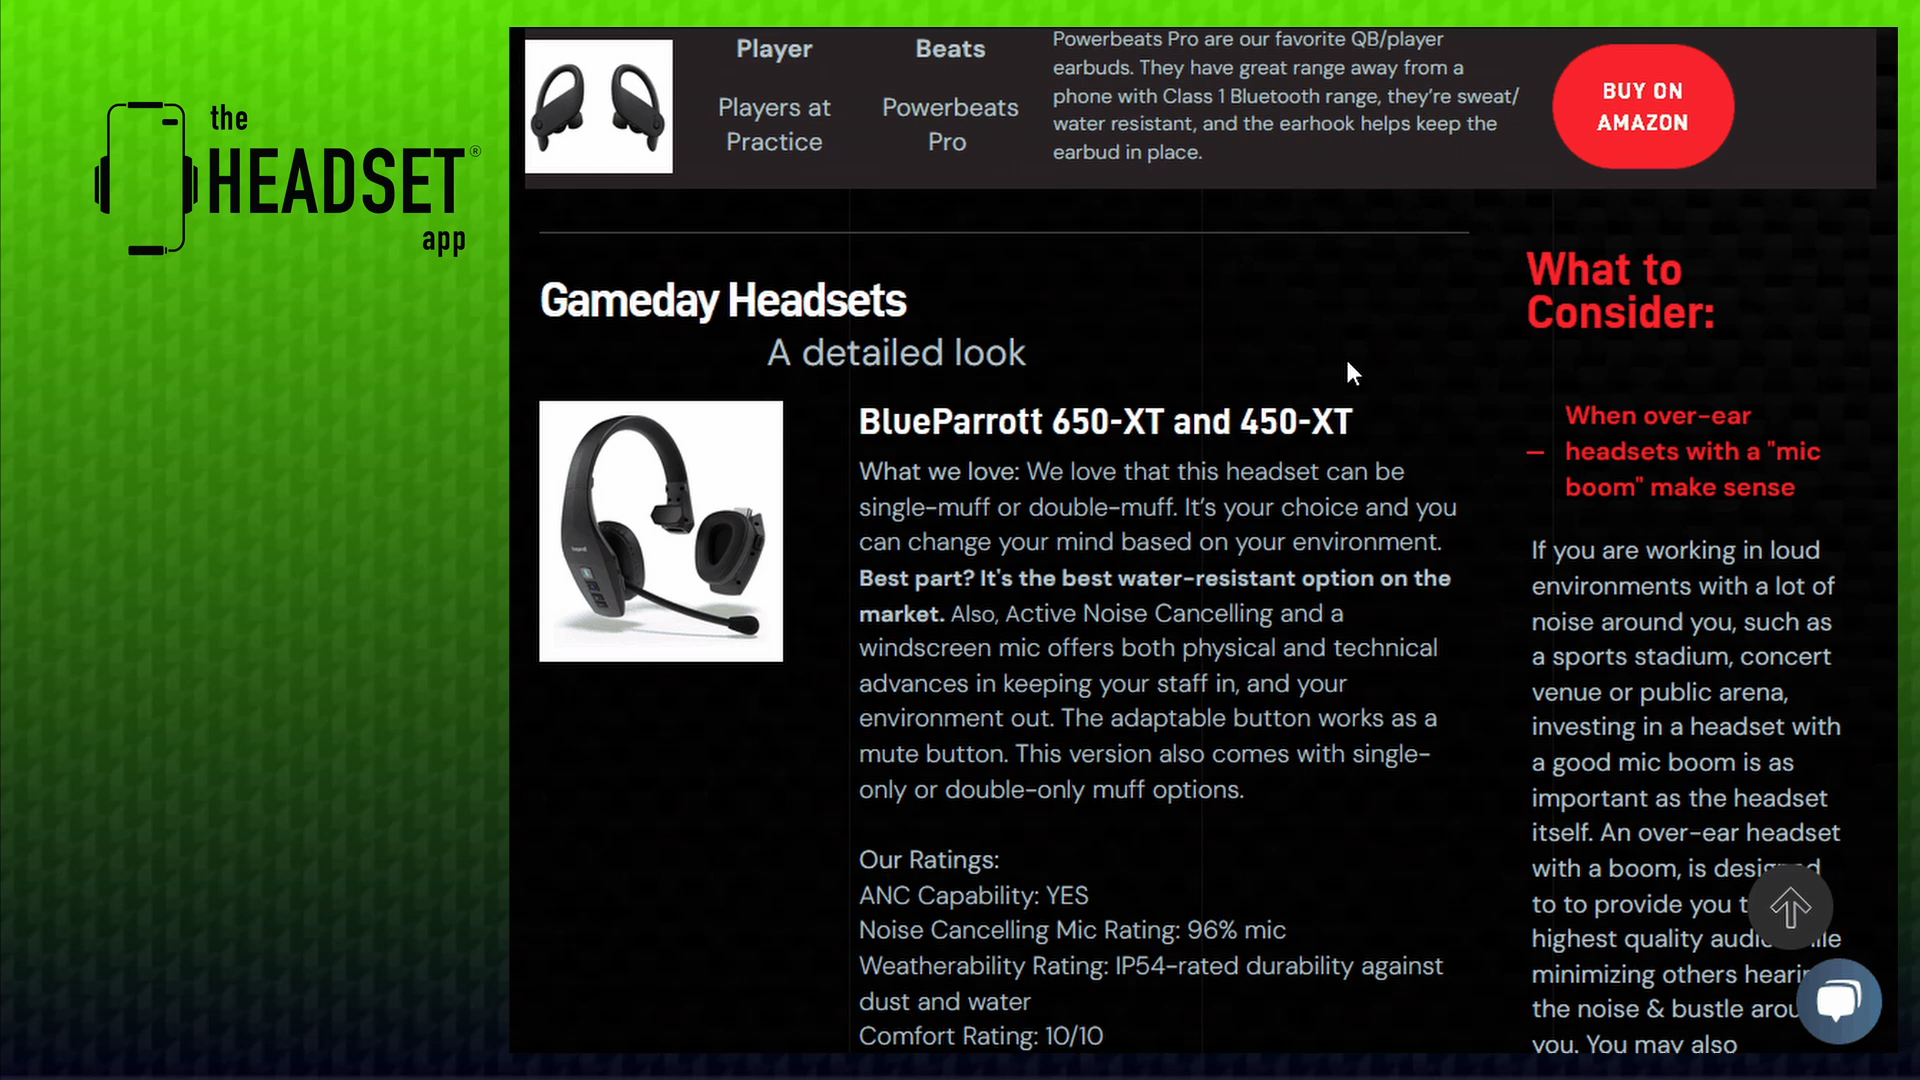 the
HEADSET®
app
Player
Beats
Players at
Practice
Powerbeats
Pro
Powerbeats Pro are our favorite QB/player
earbuds. They have great range away from a
phone with Class 1 Bluetooth range, they’re sweat/
water resistant, and the earhook helps keep the
earbud in place.
BUY ON
AMAZON
Gameday Headsets
A detailed look
BlueParrott 650-XT and 450-XT
What we love: We love that this headset can be
single-muff or double-muff. It’s your choice and you
can change your mind based on your environment.
Best part? It's the best water-resistant option on the
market. Also, Active Noise Cancelling and a
windscreen mic offers both physical and technical
advances in keeping your staff in, and your
environment out. The adaptable button works as a
mute button. This version also comes with single-
only or double-only muff options.
Our Ratings:
ANC Capability: YES
Noise Cancelling Mic Rating: 96% mic
Weatherability Rating: IP54-rated durability against
dust and water
Comfort Rating: 10/10
What to
Consider:
— When over-ear
headsets with a "mic
boom" make sense
If you are working in loud
environments with a lot of
noise around you, such as
a sports stadium, concert
venue or public arena,
investing in a headset with
a good mic boom is as
important as the headset
itself. An over-ear headset
with a boom, is designed
to to provide you
highest quality audio while
minimizing others hearing
the noise & bustle
you. You may also